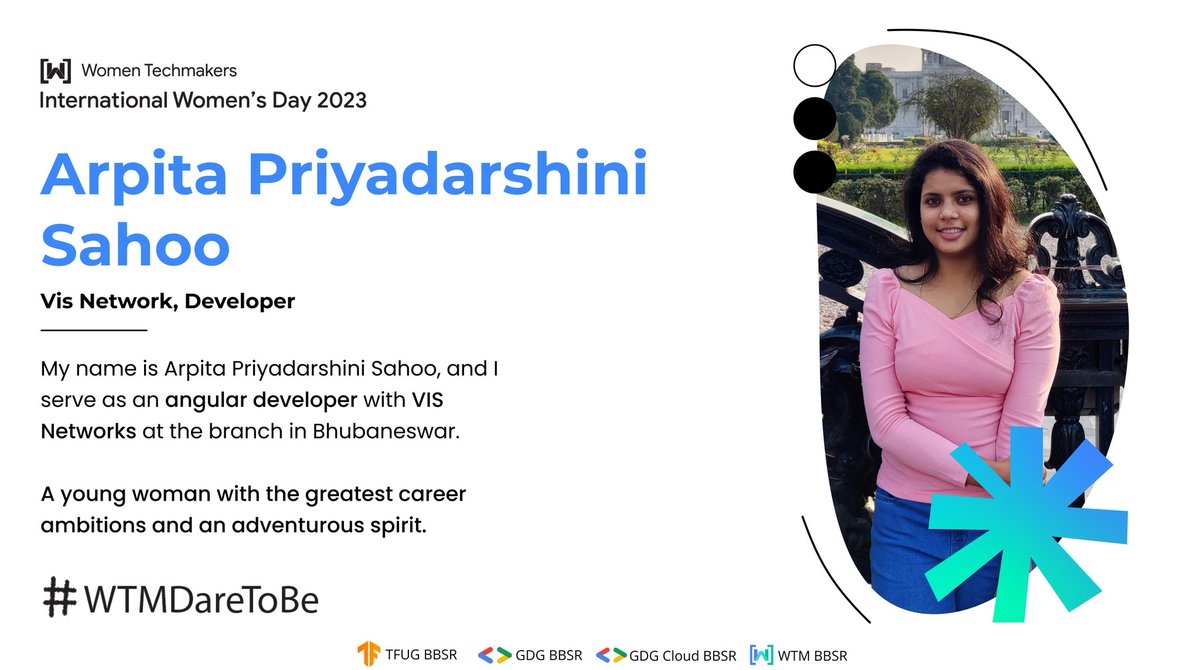 [W] Women Techmakers
International Women's Day 2023
Arpita Priyadarshini
Sahoo
Vis Network, Developer
My name is Arpita Priyadarshini Sahoo, and I
serve as an angular developer with VIS
Networks at the branch in Bhubaneswar.
A young woman with the greatest career
ambitions and an adventurous spirit.
#WTMDareToBe
TFUG BBSR GDG BBSR GDG Cloud BBSR [W] WTM BBSR